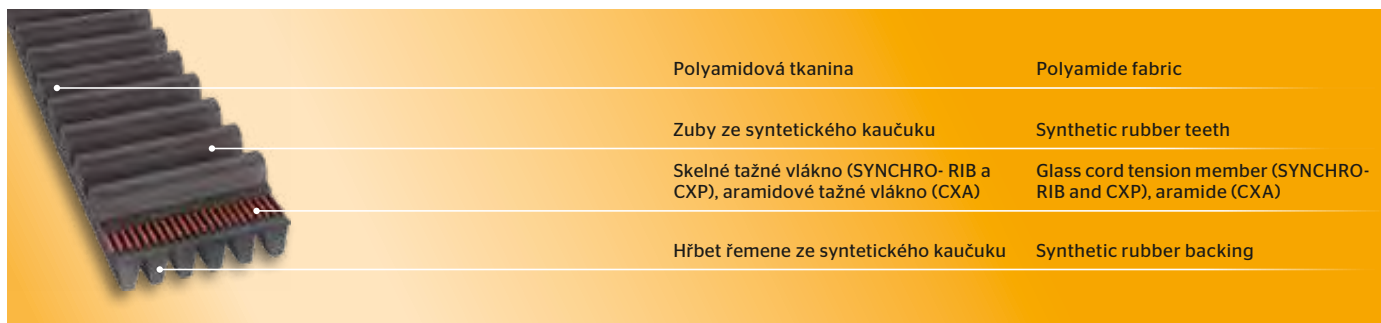 Polyamidová tkanina Polyamide fabric
Zuby ze syntetického kaučuku Synthetic rubber teeth
Skelné tažné vlákno (SYNCHRO- RIB a Glass cord tension member (SYNCHRO-
CXP), aramidové tažné vlákno (CXA) RIB and CXP), aramide (CXA)
Hřbet řemene ze syntetického kaučuku Synthetic rubber backing